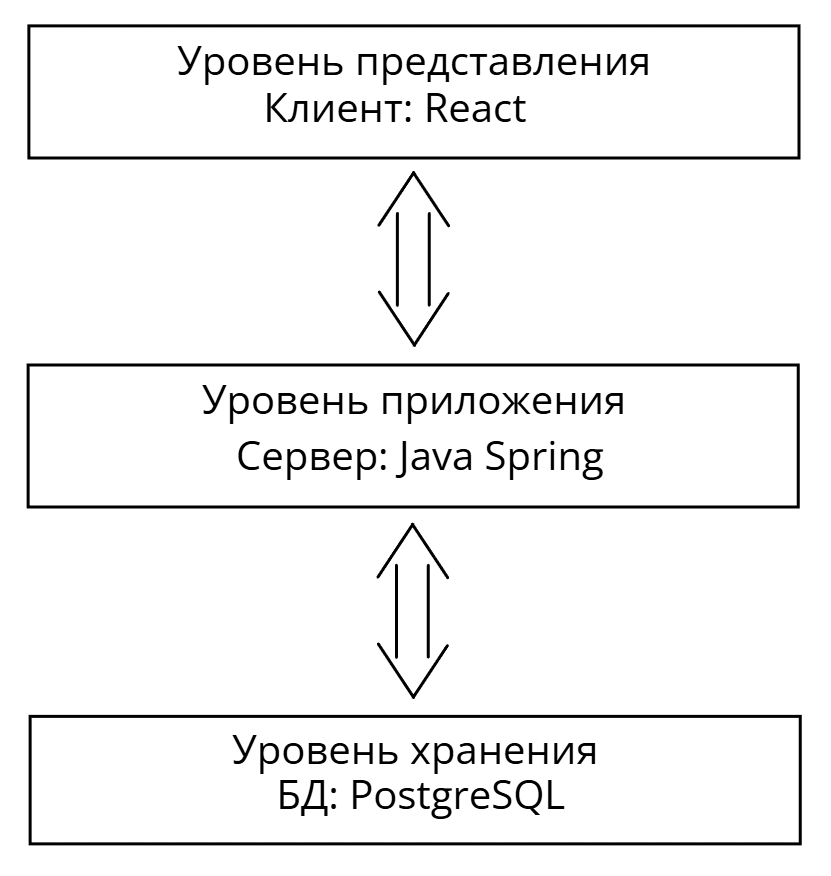 Уровень представления
Клиент: React
Уровень приложения
Сервер: Java Spring
Уровень хранения
БД: PostgreSQL